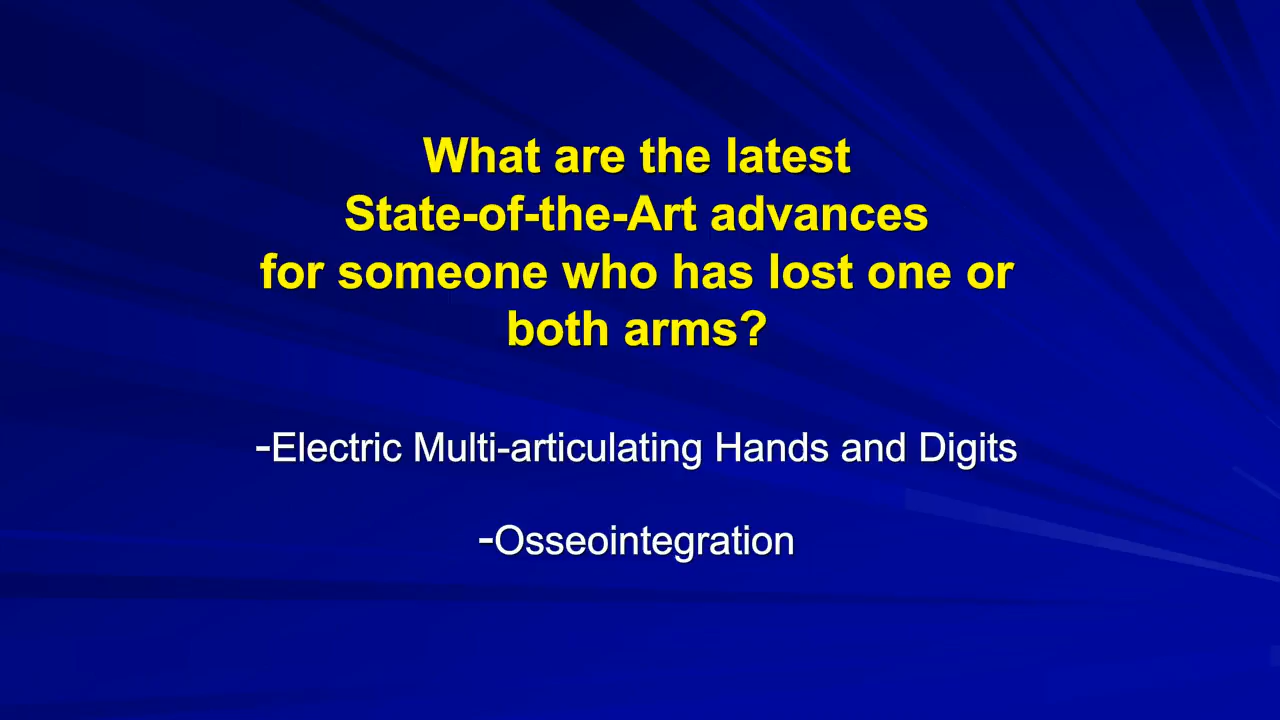 What are the latest
State-of-the-Art advances
for someone who has lost one or
both arms?
-Electric Multi-articulating Hands and Digits
-Osseointegration